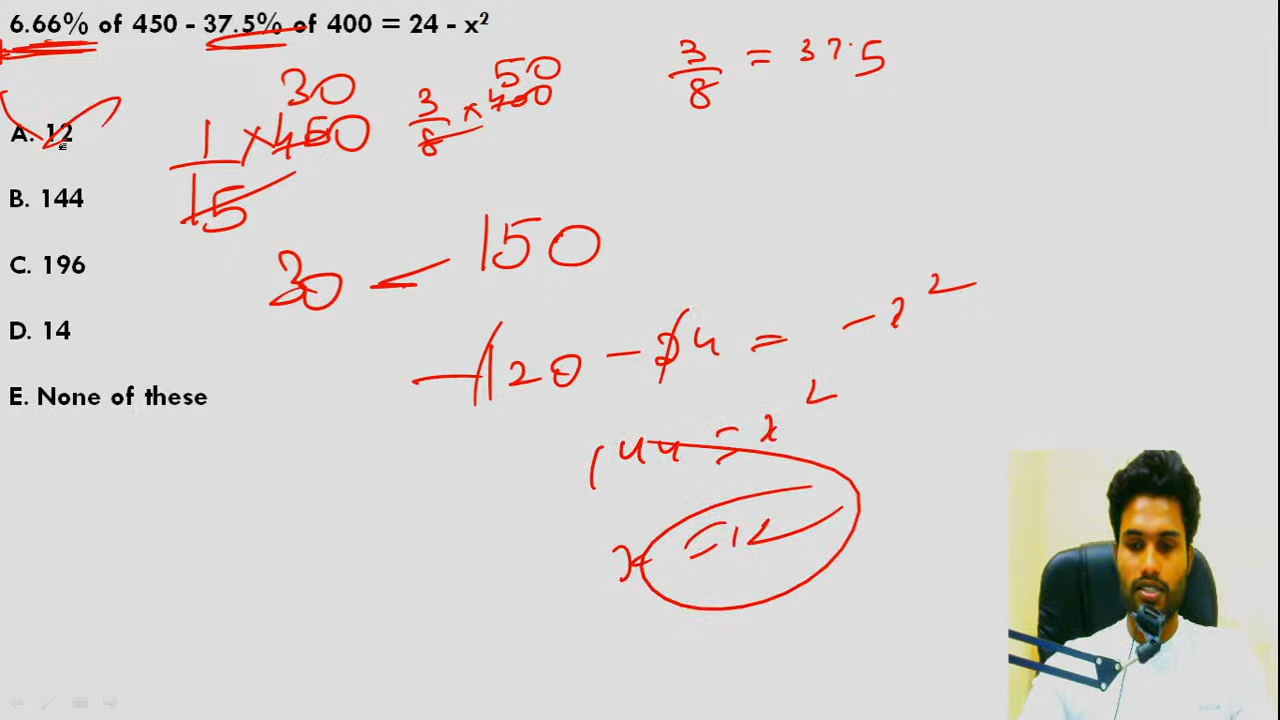 6.66% of 450 - 37.5% of 400 = 24 - x²
3/8 = 37.5
30
50
1/15 × 450
3/8 × 400
A. 12
B. 144
C. 196
D. 14
E. None of these
30 - 150
-120 - 24 = -x²
144 = x²
x = 12